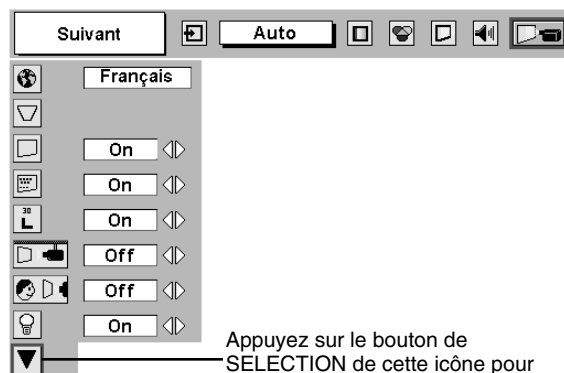 Suivant Auto
Français
On
On
30
L
On
Off
Off
On
Appuyez sur le bouton de
SELECTION de cette icône pour